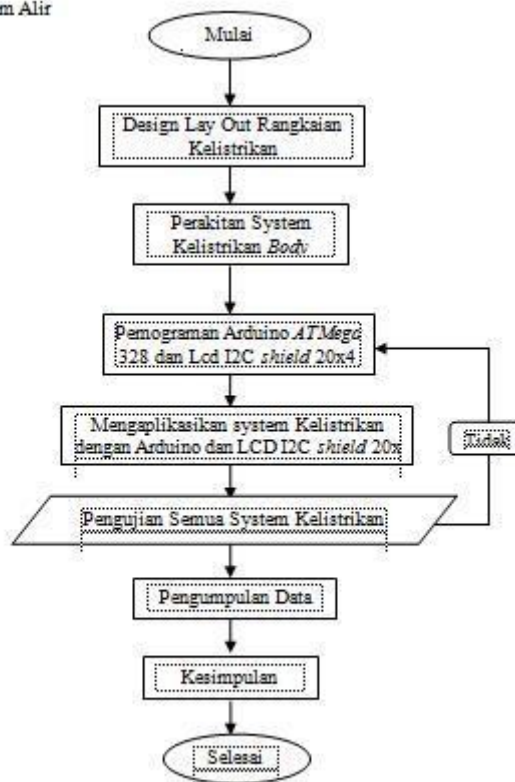 m Alir
Mulai
Design Lay Out Rangkaian
Kelistrikan
Perakitan System
Kelistrikan Body
Pemograman Arduino ATMega
328 dan Lcd I2C shield 20x4
Mengaplikasikan system Kelistrikan
dengan Arduino dan LCD I2C shield 20x
Tidak
Pengujian Semua System Kelistrikan
Pengumpulan Data
Kesimpulan
Selesai